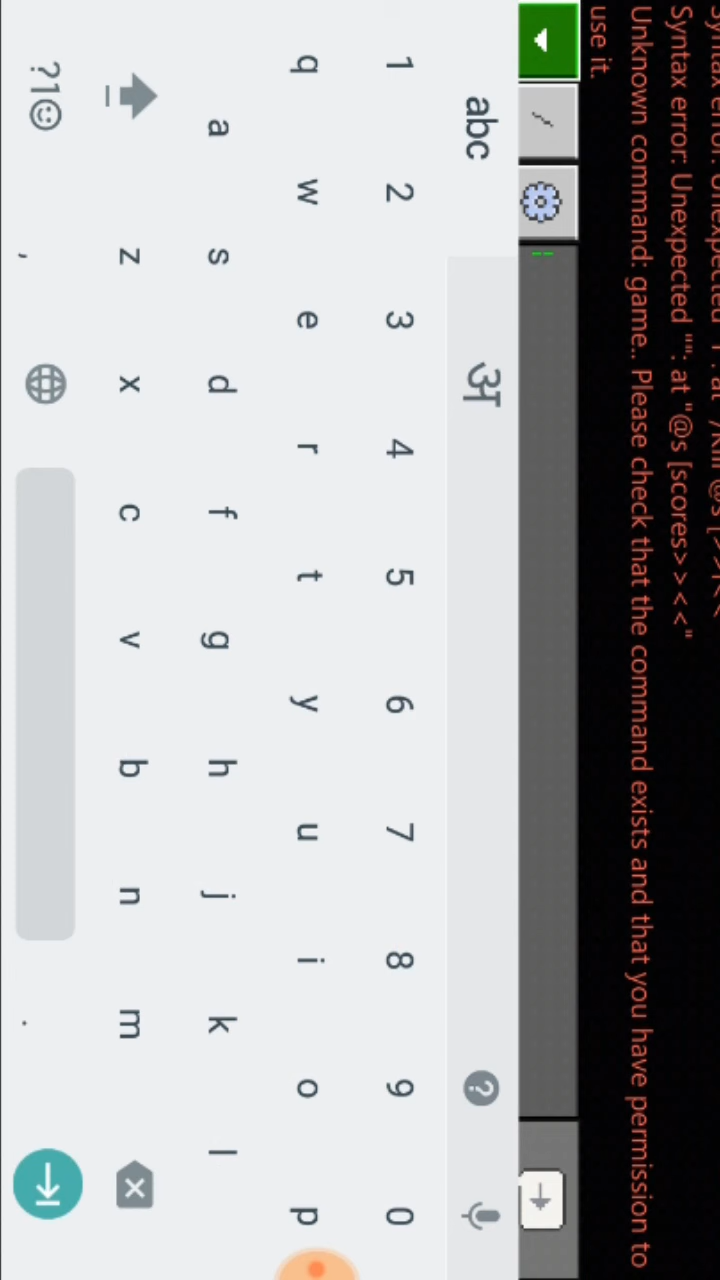 Syntax error: Unexpected "": at "@s [scores>><<"
Unknown command: game.. Please check that the command exists and that you have permission to
use it.
/
abc अ ?
1 2 3 4 5 6 7 8 9 0
q w e r t y u i o p
a s d f g h j k l
z x c v b n m
?1☺ , .